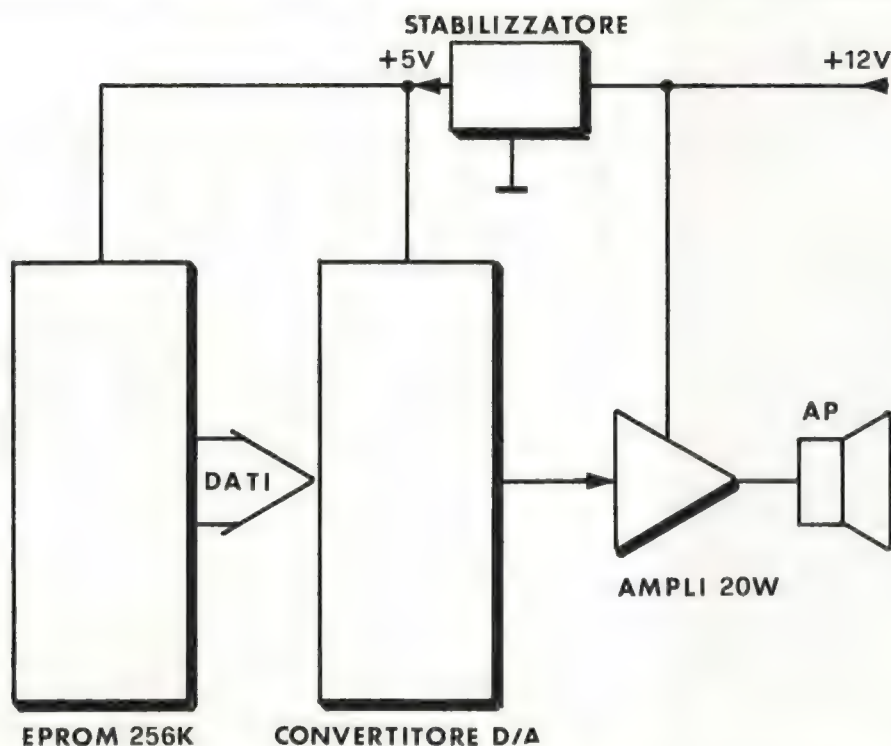 STABILIZZATORE
+5V
+12V
AP
DATI
AMPLI 20W
EPROM 256K
CONVERTITORE D/A